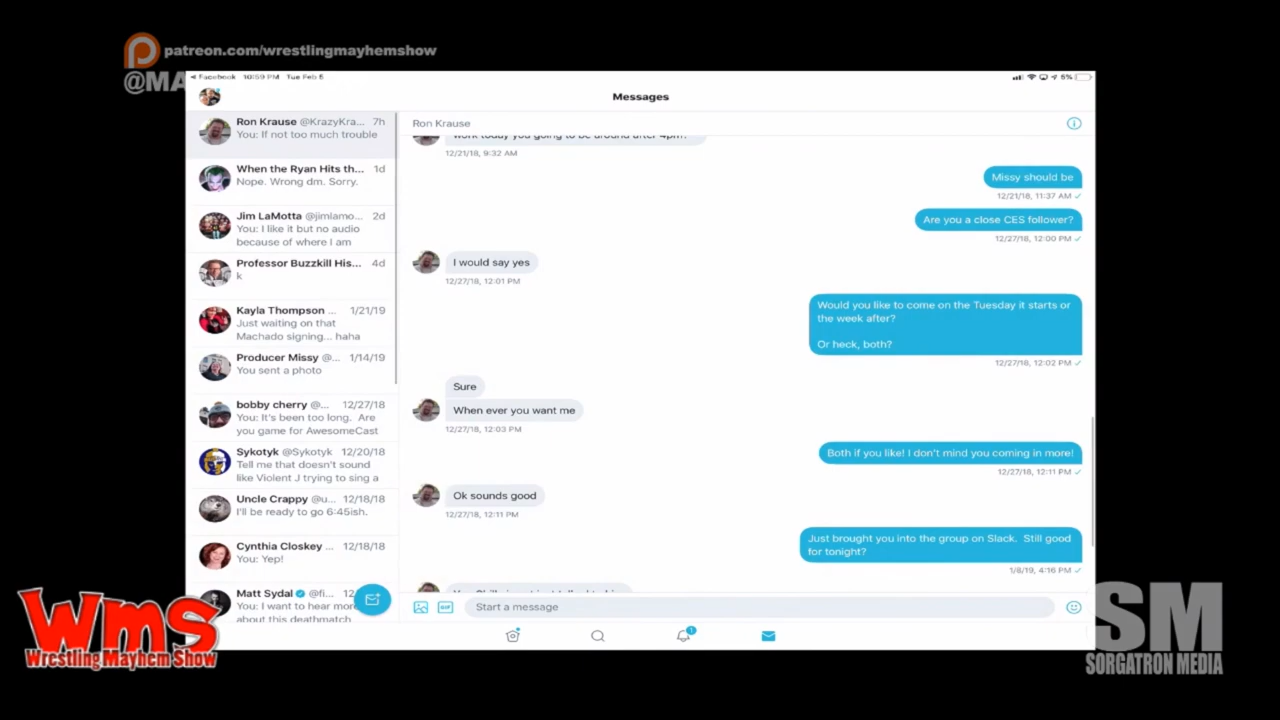 patreon.com/wrestlingmayhemshow
@MA
Facebook 10:59 PM Tue Feb 5
5%
Messages
Ron Krause @KrazyKra... 7h
You: If not too much trouble
When the Ryan Hits th... 1d
Nope. Wrong dm. Sorry.
Jim LaMotta @jimlamo... 2d
You: I like it but no audio
because of where I am
Professor Buzzkill His... 4d
k
Kayla Thompson ... 1/21/19
Just waiting on that
Machado signing... haha
Producer Missy @... 1/14/19
You sent a photo
bobby cherry @... 12/27/18
You: It's been too long. Are
you game for AwesomeCast
Sykotyk @Sykotyk 12/20/18
Tell me that doesn't sound
like Violent J trying to sing a
Uncle Crappy @u... 12/18/18
I'll be ready to go 6:45ish.
Cynthia Closkey ... 12/18/18
You: Yep!
Matt Sydal @fi... 12/
You: I want to hear more
about this deathmatch
Ron Krause
work today you going to be around after 4pm?
12/21/18, 9:32 AM
Missy should be
12/21/18, 11:37 AM
Are you a close CES follower?
12/27/18, 12:00 PM
I would say yes
12/27/18, 12:01 PM
Would you like to come on the Tuesday it starts or
the week after?
Or heck, both?
12/27/18, 12:02 PM
Sure
When ever you want me
12/27/18, 12:03 PM
Both if you like! I don't mind you coming in more!
12/27/18, 12:11 PM
Ok sounds good
12/27/18, 12:11 PM
Just brought you into the group on Slack. Still good
for tonight?
1/8/19, 4:16 PM
GIF
Start a message
1
wms
Wrestling Mayhem Show
SM
SORGATRON MEDIA